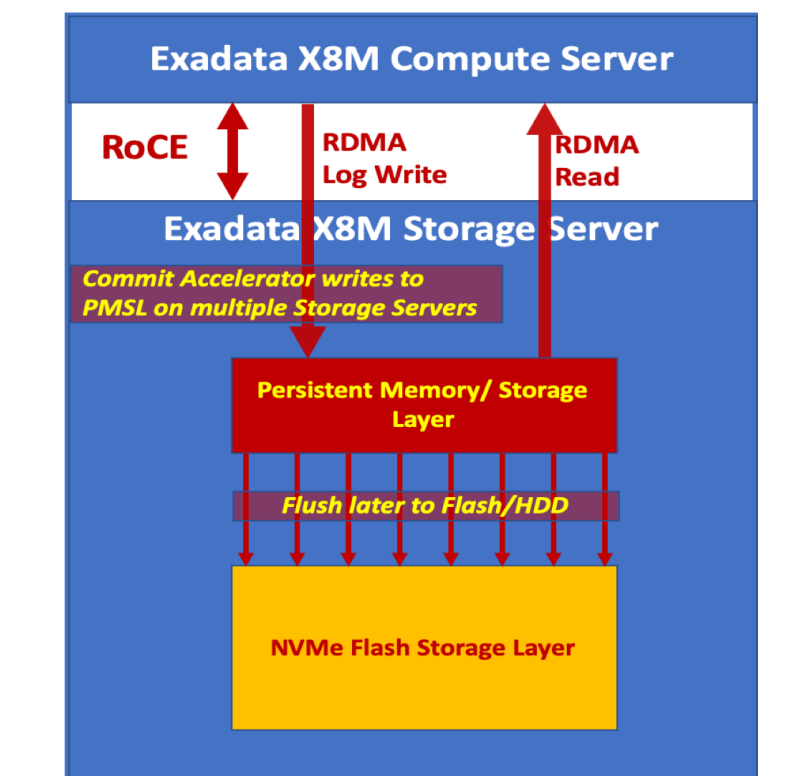 Exadata X8M Compute Server
RoCE
RDMA
Log Write
RDMA
Read
Exadata X8M Storage Server
Commit Accelerator writes to
PMSL on multiple Storage Servers
Persistent Memory/ Storage
Layer
Flush later to Flash/HDD
NVMe Flash Storage Layer